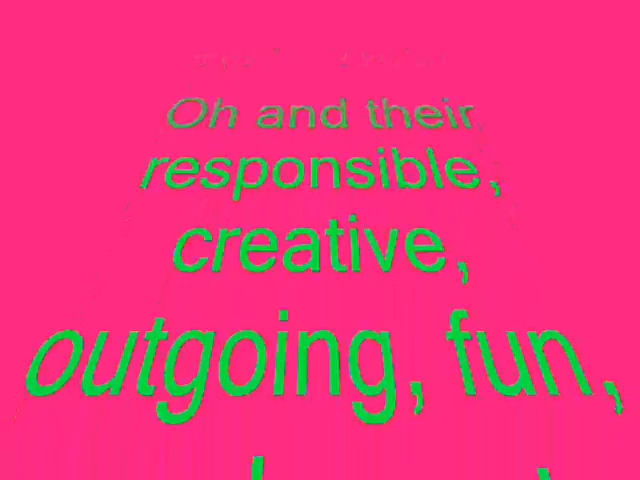 Oh and their
responsible,
creative,
outgoing, fun,